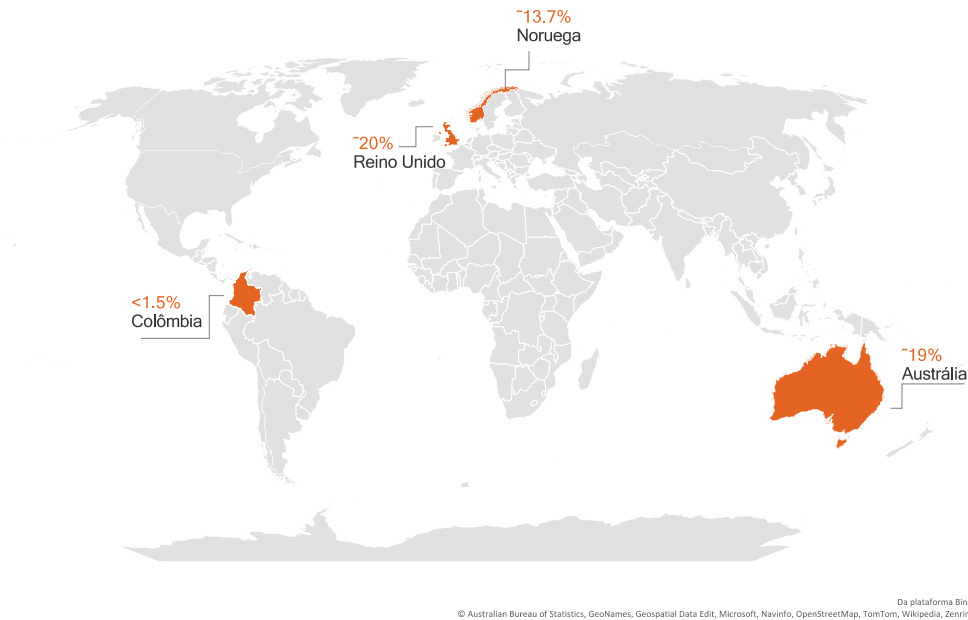 ~13.7%
Noruega
~20%
Reino Unido
<1.5%
Colômbia
~19%
Austrália
Da plataforma Bin
© Australian Bureau of Statistics, GeoNames, Geospatial Data Edit, Microsoft, Navinfo, OpenStreetMap, TomTom, Wikipedia, Zenrin